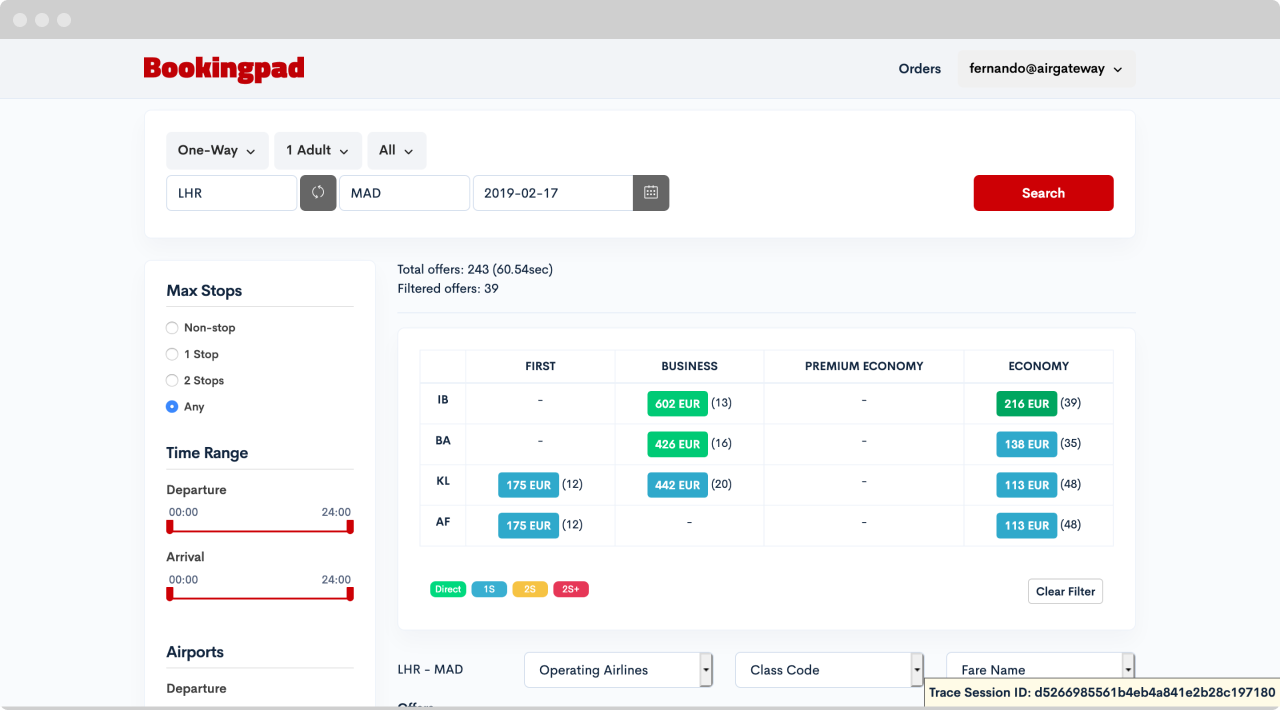 Bookingpad
Orders
fernando@airgateway
One-Way
1 Adult
All
LHR
MAD
2019-02-17
Search
Max Stops
Non-stop
1 Stop
2 Stops
Any
Time Range
Departure
00:00 24:00
Arrival
00:00 24:00
Airports
Departure
Total offers: 243 (60.54sec)
Filtered offers: 39
FIRST BUSINESS PREMIUM ECONOMY ECONOMY
IB - 602 EUR (13) - 216 EUR (39)
BA - 426 EUR (16) - 138 EUR (35)
KL 175 EUR (12) 442 EUR (20) - 113 EUR (48)
AF 175 EUR (12) - - 113 EUR (48)
Direct 1S 2S 2S+
Clear Filter
LHR - MAD Operating Airlines Class Code Fare Name
Trace Session ID: d5266985561b4eb4a841e2b28c197180